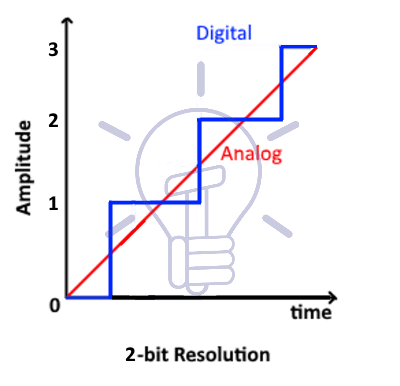 Digital
3
2
Analog
Amplitude
1
0
time
2-bit Resolution